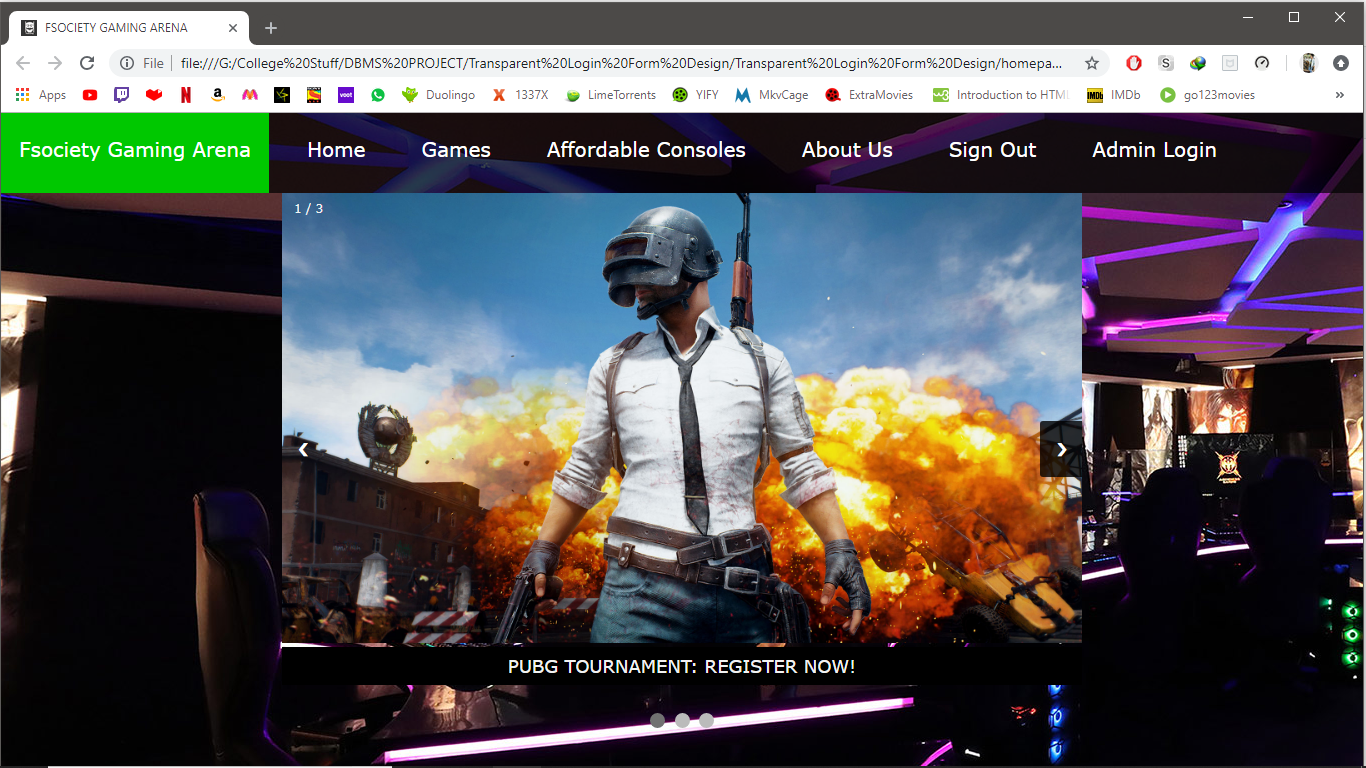 FSOCIETY GAMING ARENA
File file:///G:/College%20Stuff/DBMS%20PROJECT/Transparent%20Login%20Form%20Design/Transparent%20Login%20Form%20Design/homepa...
Apps Duolingo 1337X LimeTorrents YIFY MkvCage ExtraMovies Introduction to HTML IMDb go123movies »
Fsociety Gaming Arena Home Games Affordable Consoles About Us Sign Out Admin Login
1 / 3
❮ ❯
PUBG TOURNAMENT: REGISTER NOW!